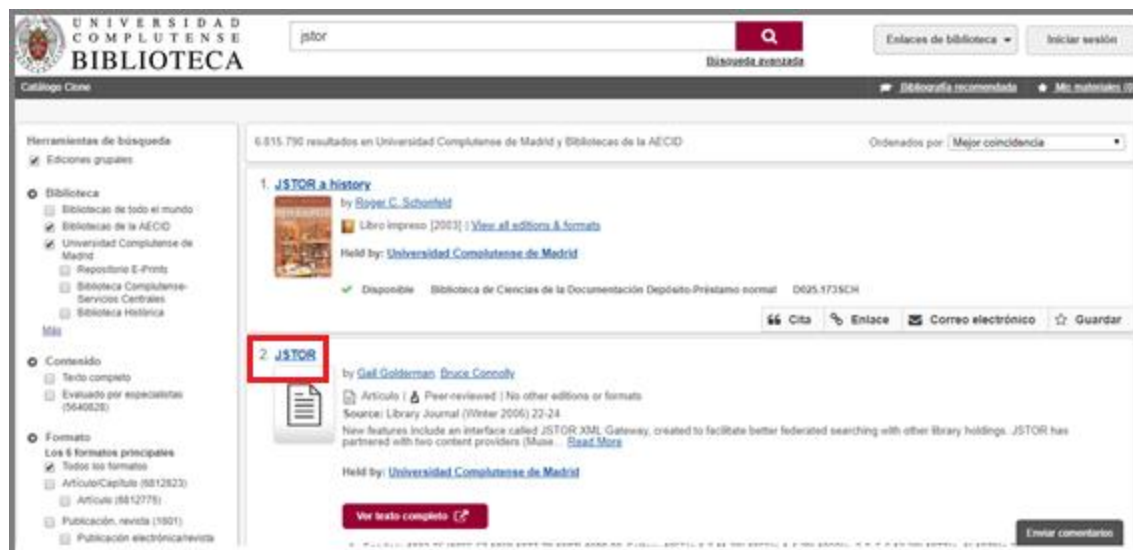 UNIVERSIDAD
COMPLUTENSE
BIBLIOTECA
jstor
Búsqueda avanzada
Enlaces de biblioteca
Iniciar sesión
Catálogo Cisne
Bibliografía recomendada
Mis materiales (0
Herramientas de búsqueda
Ediciones grupales
Biblioteca
Bibliotecas de todo el mundo
Bibliotecas de la AECID
Universidad Complutense de
Madrid
Repositorio E-Prints
Biblioteca Complutense-
Servicios Centrales
Biblioteca Histórica
Más
Contenido
Texto completo
Evaluado por especialistas
(5640828)
Formato
Los 6 formatos principales
Todos los formatos
Artículo/Capítulo (6812823)
Artículo (6812778)
Publicación, revista (1601)
Publicación electrónica/revista
6.815.790 resultados en Universidad Complutense de Madrid y Bibliotecas de la AECID
Ordenados por Mejor coincidencia
1. JSTOR a history
by Roger C. Schonfeld
Libro impreso [2003] | View all editions & formats
Held by: Universidad Complutense de Madrid
Disponible Biblioteca de Ciencias de la Documentación Depósito-Préstamo normal D025.173SCH
Cita Enlace Correo electrónico Guardar
2. JSTOR
by Gail Golderman, Bruce Connolly
Artículo | Peer-reviewed | No other editions or formats
Source: Library Journal (Winter 2006) 22-24
New features include an interface called JSTOR XML Gateway, created to facilitate better federated searching with other library holdings. JSTOR has
partnered with two content providers (Muse... Read More
Held by: Universidad Complutense de Madrid
Ver texto completo
Enviar comentarios